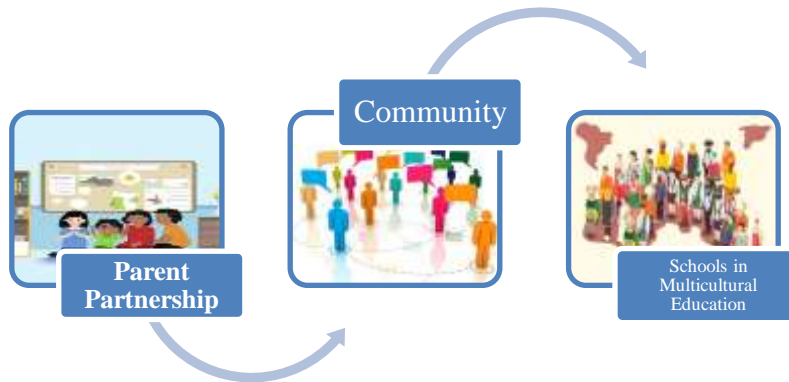 Parent
Partnership
Community
Schools in
Multicultural
Education